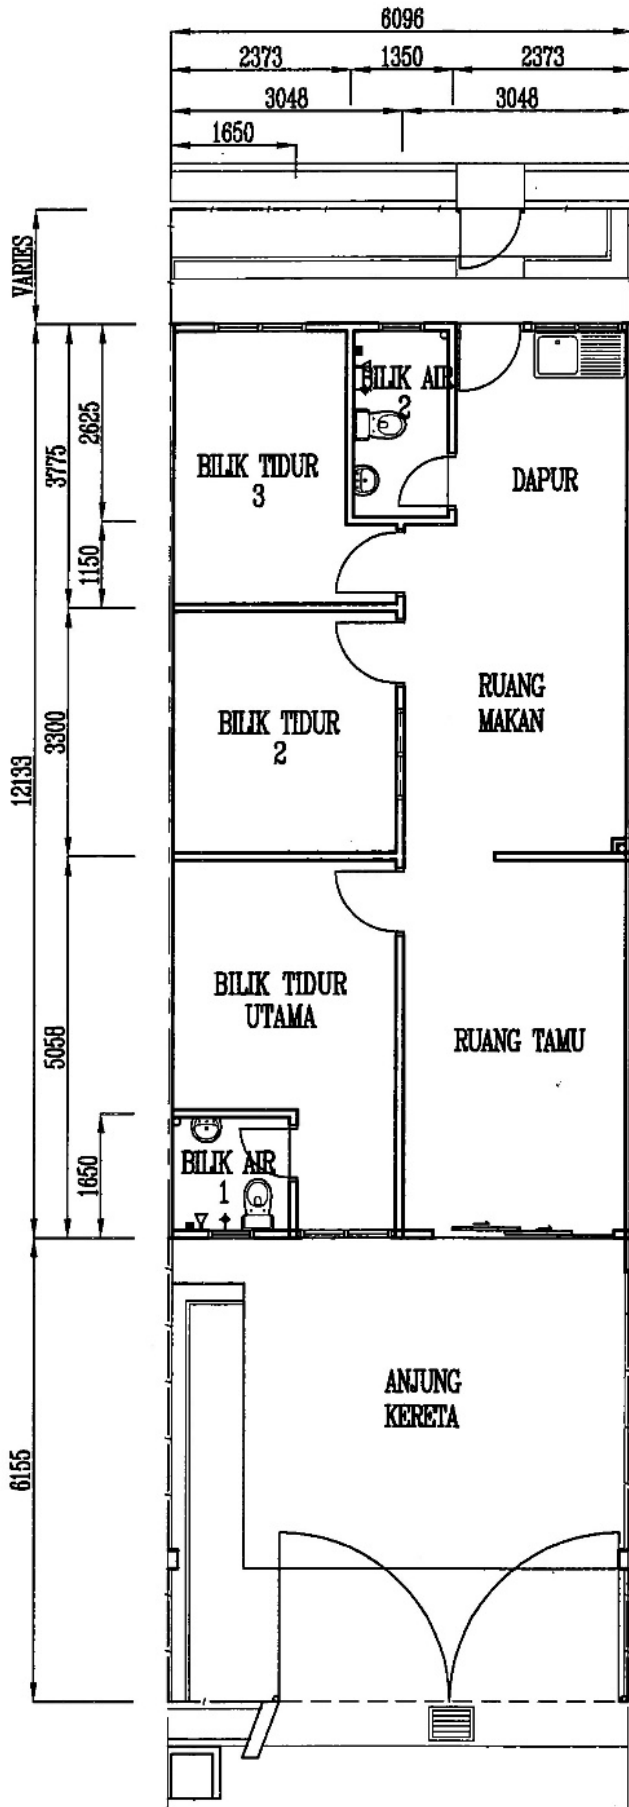 6096
2373
1350
2373
3048
3048
1650
VARIES
12133
3775
2625
1150
3300
5058
1650
6155
BILIK AIR
2
BILIK TIDUR
3
DAPUR
RUANG
MAKAN
BILIK TIDUR
2
BILIK TIDUR
UTAMA
RUANG TAMU
BILIK AIR
1
ANJUNG
KERETA